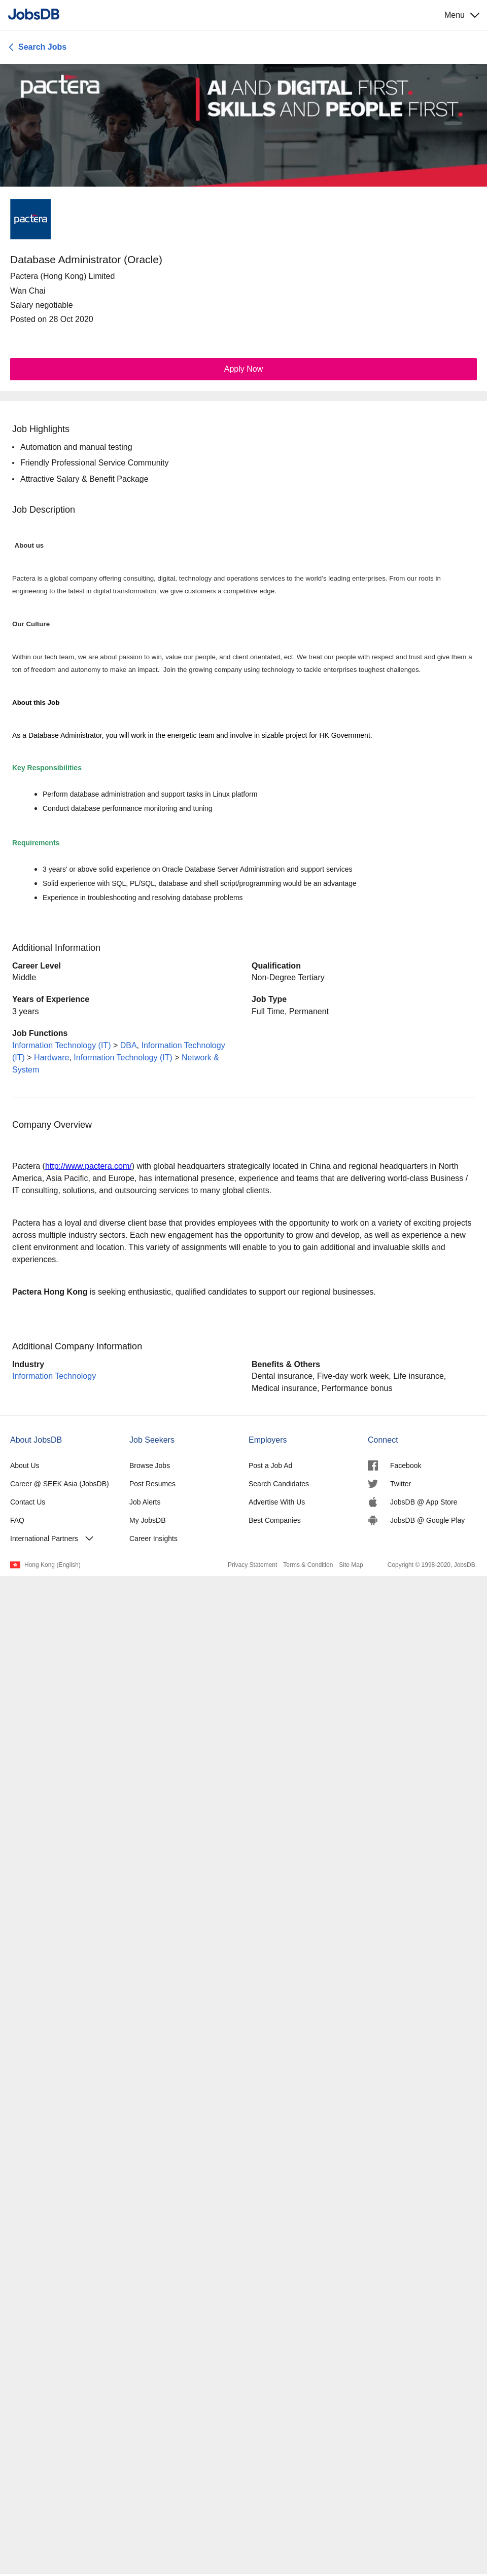 JobsDB
Menu
Search Jobs
pactera
AI AND DIGITAL FIRST.
SKILLS AND PEOPLE FIRST.
pactera
Database Administrator (Oracle)
Pactera (Hong Kong) Limited
Wan Chai
Salary negotiable
Posted on 28 Oct 2020
Apply Now
Job Highlights
• Automation and manual testing
• Friendly Professional Service Community
• Attractive Salary & Benefit Package
Job Description
About us
Pactera is a global company offering consulting, digital, technology and operations services to the world's leading enterprises. From our roots in
engineering to the latest in digital transformation, we give customers a competitive edge.
Our Culture
Within our tech team, we are about passion to win, value our people, and client orientated, ect. We treat our people with respect and trust and give them a
ton of freedom and autonomy to make an impact.  Join the growing company using technology to tackle enterprises toughest challenges.
About this Job
As a Database Administrator, you will work in the energetic team and involve in sizable project for HK Government.
Key Responsibilities
• Perform database administration and support tasks in Linux platform
• Conduct database performance monitoring and tuning
Requirements
• 3 years' or above solid experience on Oracle Database Server Administration and support services
• Solid experience with SQL, PL/SQL, database and shell script/programming would be an advantage
• Experience in troubleshooting and resolving database problems
Additional Information
Career Level
Middle
Qualification
Non-Degree Tertiary
Years of Experience
3 years
Job Type
Full Time, Permanent
Job Functions
Information Technology (IT) > DBA, Information Technology
(IT) > Hardware, Information Technology (IT) > Network &
System
Company Overview
Pactera (http://www.pactera.com/) with global headquarters strategically located in China and regional headquarters in North
America, Asia Pacific, and Europe, has international presence, experience and teams that are delivering world-class Business /
IT consulting, solutions, and outsourcing services to many global clients.
Pactera has a loyal and diverse client base that provides employees with the opportunity to work on a variety of exciting projects
across multiple industry sectors. Each new engagement has the opportunity to grow and develop, as well as experience a new
client environment and location. This variety of assignments will enable to you to gain additional and invaluable skills and
experiences.
Pactera Hong Kong is seeking enthusiastic, qualified candidates to support our regional businesses.
Additional Company Information
Industry
Information Technology
Benefits & Others
Dental insurance, Five-day work week, Life insurance,
Medical insurance, Performance bonus
About JobsDB
About Us
Career @ SEEK Asia (JobsDB)
Contact Us
FAQ
International Partners
Job Seekers
Browse Jobs
Post Resumes
Job Alerts
My JobsDB
Career Insights
Employers
Post a Job Ad
Search Candidates
Advertise With Us
Best Companies
Connect
Facebook
Twitter
JobsDB @ App Store
JobsDB @ Google Play
Hong Kong (English)
Privacy Statement Terms & Condition Site Map Copyright © 1998-2020, JobsDB.